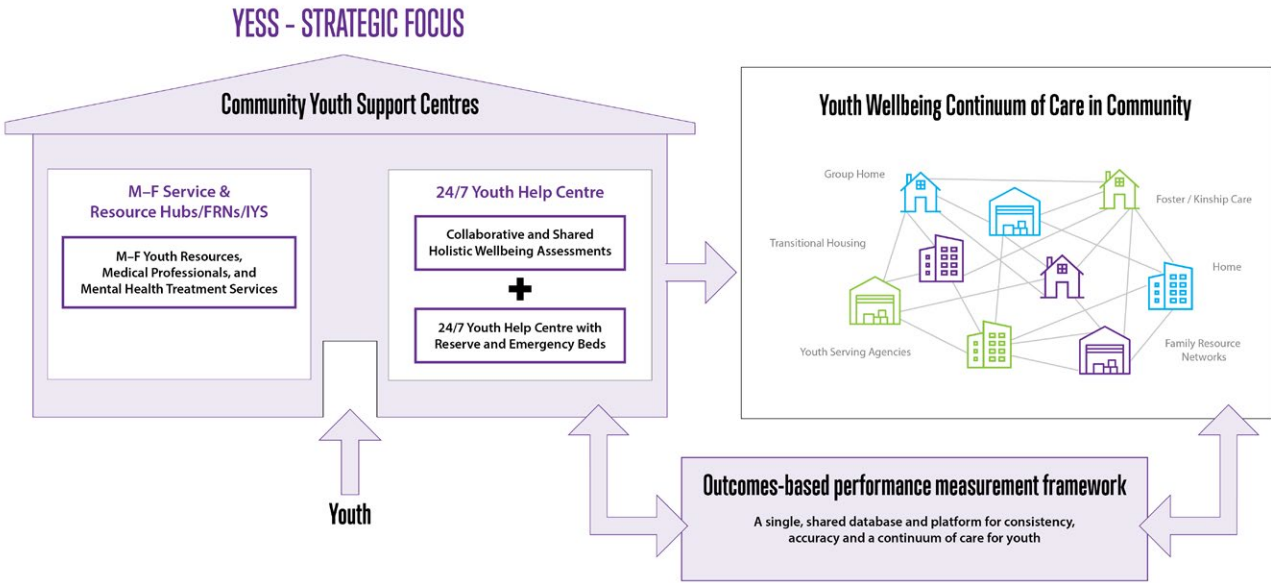 YESS – STRATEGIC FOCUS
Community Youth Support Centres
M–F Service &
Resource Hubs/FRNs/IYS
M–F Youth Resources,
Medical Professionals, and
Mental Health Treatment Services
24/7 Youth Help Centre
Collaborative and Shared
Holistic Wellbeing Assessments
24/7 Youth Help Centre with
Reserve and Emergency Beds
Youth
Youth Wellbeing Continuum of Care in Community
Group Home
Foster / Kinship Care
Transitional Housing
Home
Youth Serving Agencies
Family Resource
Networks
Outcomes-based performance measurement framework
A single, shared database and platform for consistency,
accuracy and a continuum of care for youth